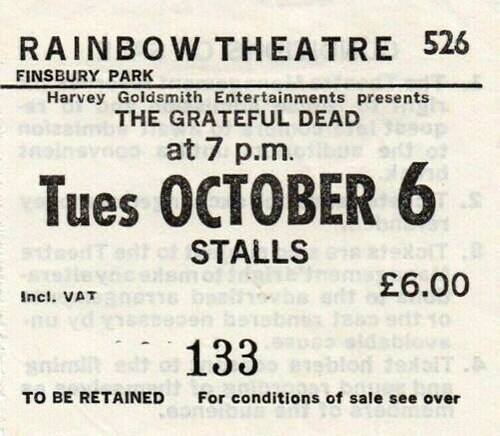 RAINBOW THEATRE 526
FINSBURY PARK
Harvey Goldsmith Entertainments presents
THE GRATEFUL DEAD
at 7 p.m.
Tues OCTOBER 6
STALLS
Incl. VAT £6.00
133
TO BE RETAINED For conditions of sale see over